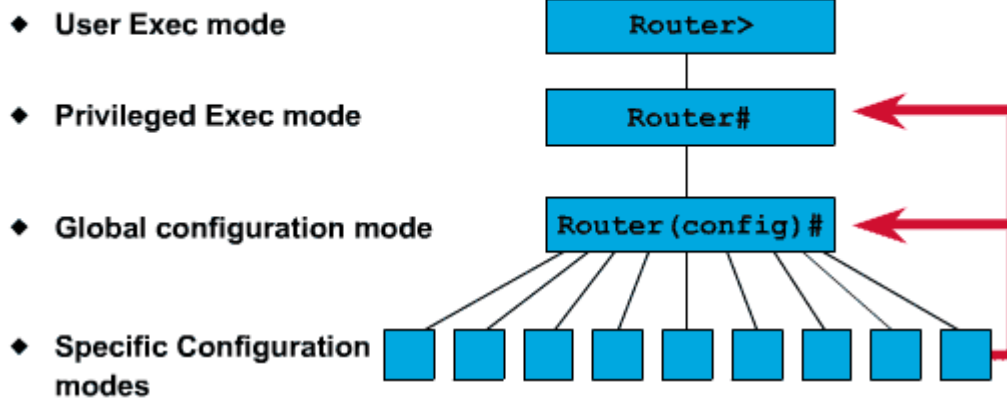 ◆ User Exec mode
Router>
◆ Privileged Exec mode
Router#
◆ Global configuration mode
Router(config)#
◆ Specific Configuration
modes